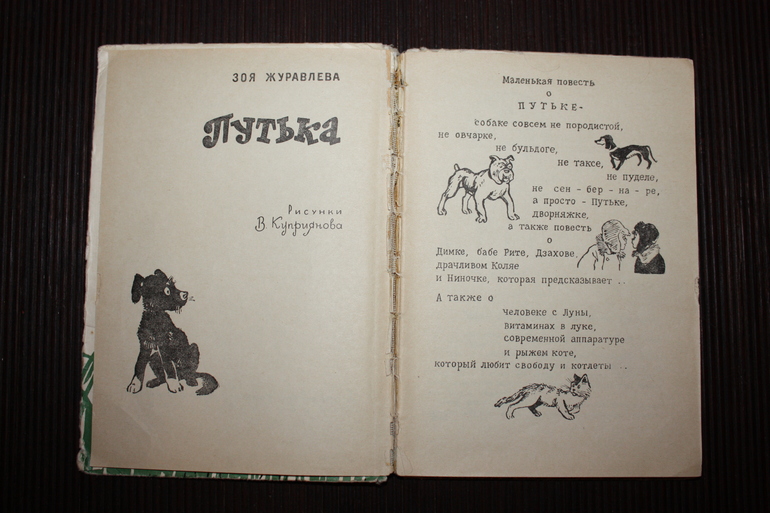 ЗОЯ ЖУРАВЛЕВА
ПУТЬКА
Рисунки
В. Куприянова
Маленькая повесть
о
ПУТЬКЕ-
собаке совсем не породистой,
не овчарке,
не бульдоге,
не таксе,
не пуделе,
не сен - бер - на - ре,
а просто - Путьке,
дворняжке,
а также повесть
о
Димке, бабе Рите, Дзахове,
драчливом Коляе
и Ниночке, которая предсказывает ..
А также о
человеке с Луны,
витаминах в луке,
современной аппаратуре
и рыжем коте,
который любит свободу и котлеты ..